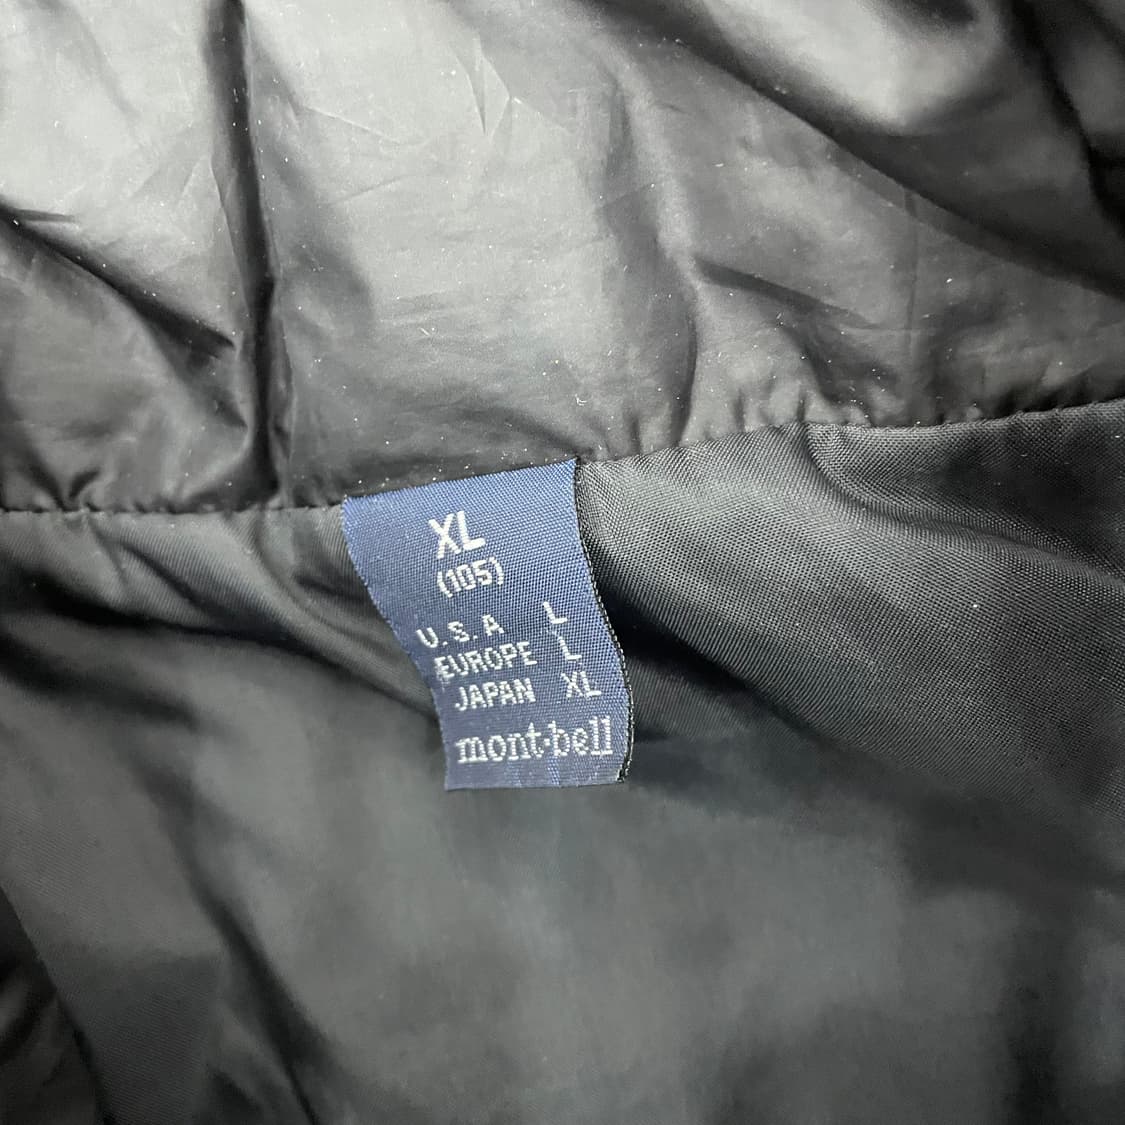 XL
(105)
U.S.A L
EUROPE L
JAPAN XL
mont·bell